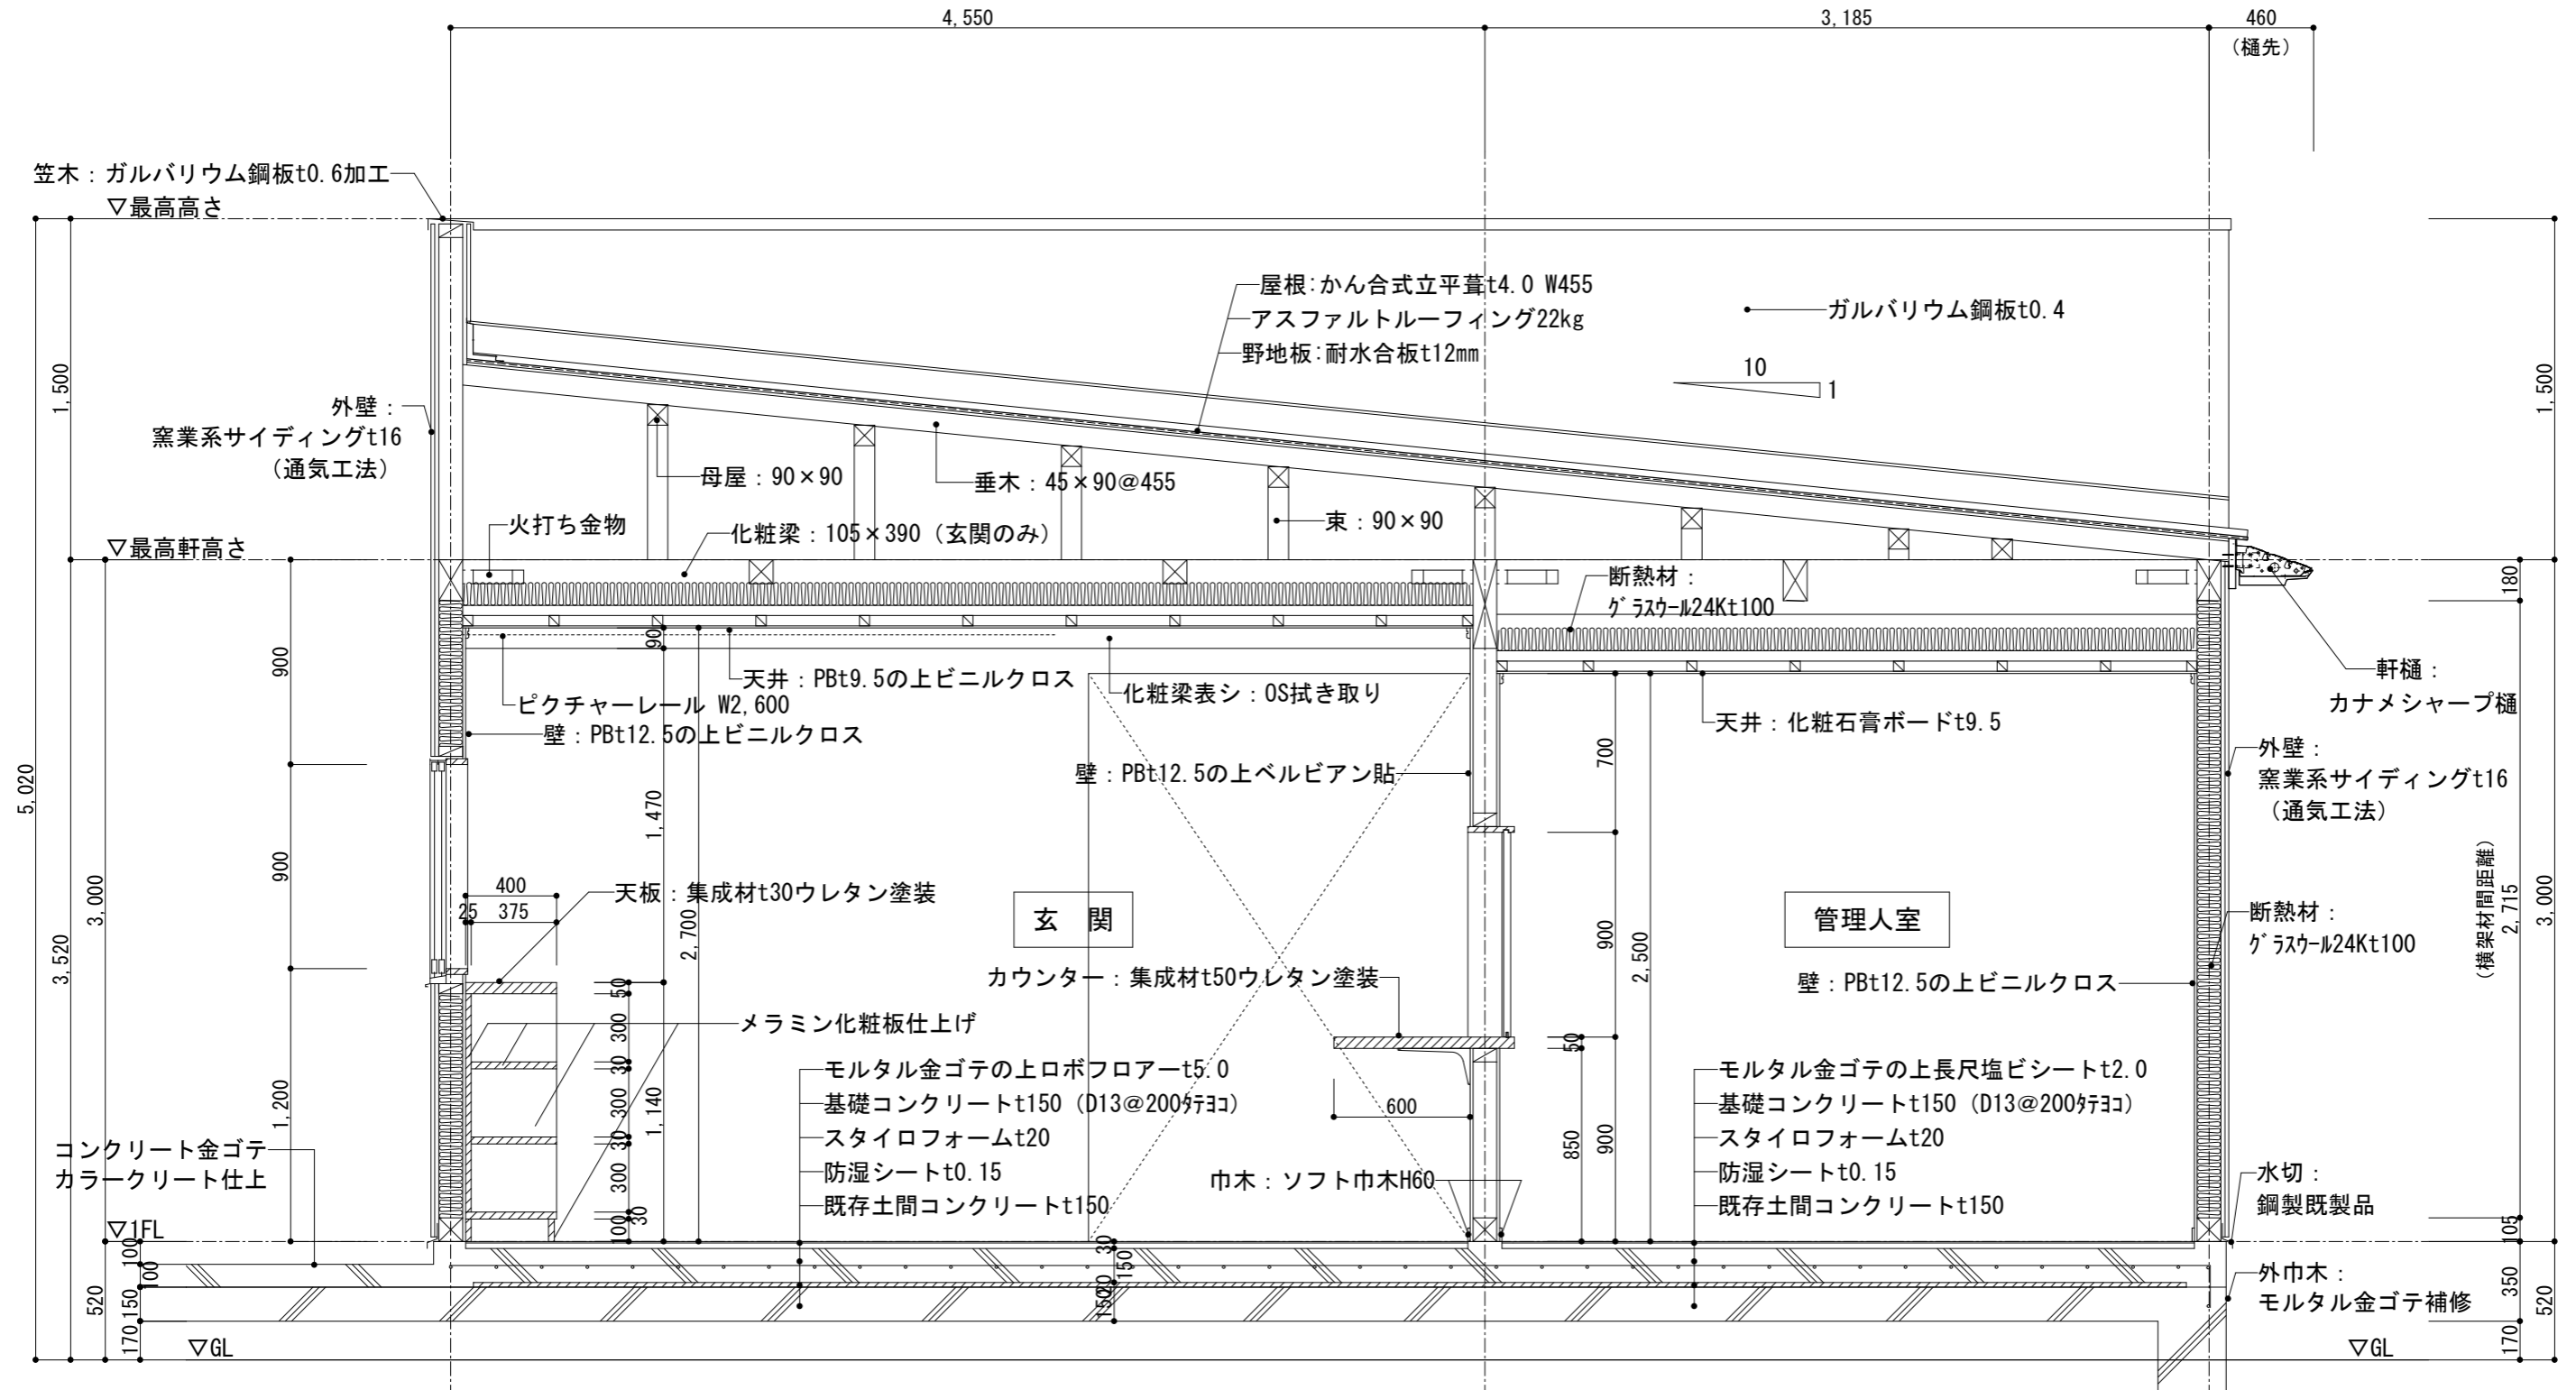 4,550
3,185
460
（樋先）
笠木：ガルバリウム鋼板t0.6加工
▽最高高さ
屋根：かん合式立平葺t4.0 W455
アスファルトルーフィング22kg
野地板：耐水合板t12mm
ガルバリウム鋼板t0.4
10
1
1,500
1,500
外壁：
窯業系サイディングt16
（通気工法）
母屋：90×90
垂木：45×90@455
火打ち金物
化粧梁：105×390（玄関のみ）
束：90×90
▽最高軒高さ
断熱材：
グラスウール24Kt100
180
90
天井：PBt9.5の上ビニルクロス
ピクチャーレール W2,600
壁：PBt12.5の上ビニルクロス
化粧梁表シ：OS拭き取り
天井：化粧石膏ボードt9.5
軒樋：
カナメシャープ樋
壁：PBt12.5の上ベルビアン貼
外壁：
窯業系サイディングt16
（通気工法）
5,020
3,520
3,000
900
900
1,200
1,470
2,700
1,140
700
900
900
2,500
850
50
（横架材間距離）
2,715
3,000
400
25
375
天板：集成材t30ウレタン塗装
玄　関
管理人室
断熱材：
グラスウール24Kt100
カウンター：集成材t50ウレタン塗装
壁：PBt12.5の上ビニルクロス
50
300
30
300
30
300
30
100
メラミン化粧板仕上げ
600
モルタル金ゴテの上ロボフロアーt5.0
基礎コンクリートt150（D13@200タテヨコ）
スタイロフォームt20
防湿シートt0.15
既存土間コンクリートt150
モルタル金ゴテの上長尺塩ビシートt2.0
基礎コンクリートt150（D13@200タテヨコ）
スタイロフォームt20
防湿シートt0.15
既存土間コンクリートt150
巾木：ソフト巾木H60
コンクリート金ゴテ
カラークリート仕上
水切：
鋼製既製品
▽1FL
100
100
150
170
520
30
150
20
150
105
350
170
520
外巾木：
モルタル金ゴテ補修
▽GL
▽GL